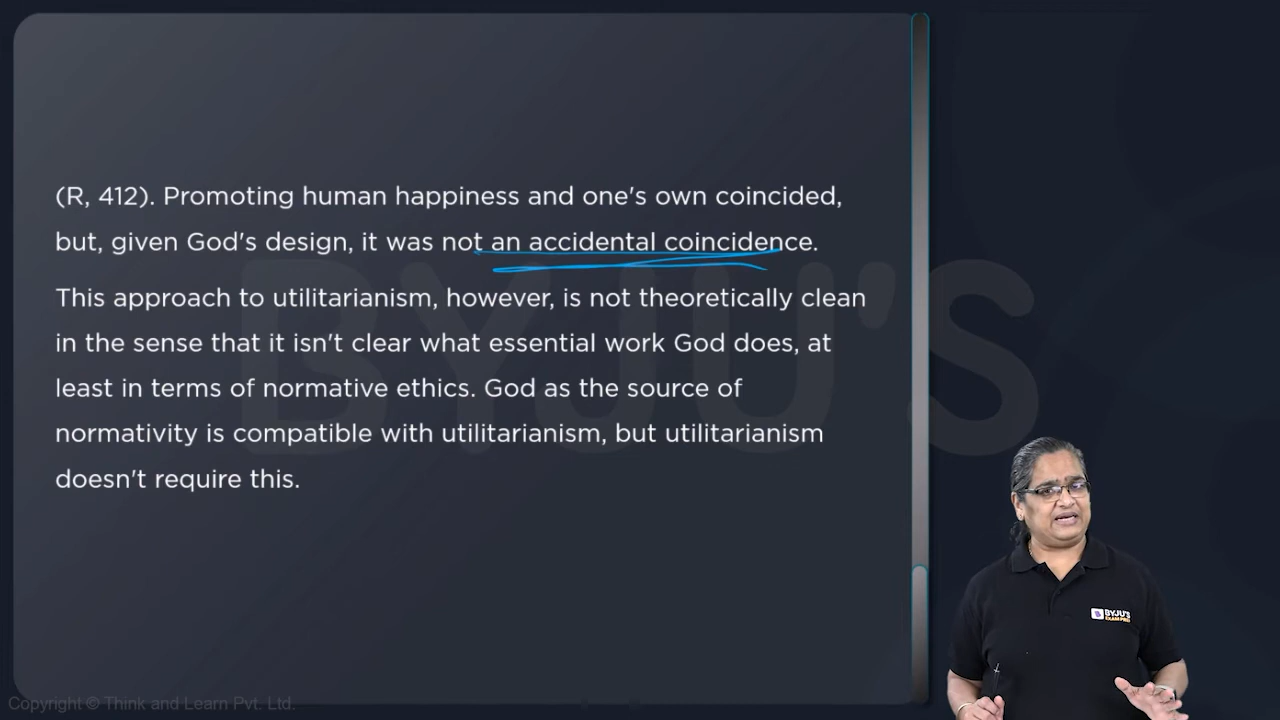 (R, 412). Promoting human happiness and one's own coincided,
but, given God's design, it was not an accidental coincidence.
This approach to utilitarianism, however, is not theoretically clean
in the sense that it isn't clear what essential work God does, at
least in terms of normative ethics. God as the source of
normativity is compatible with utilitarianism, but utilitarianism
doesn't require this.
BYJU'S
BYJU'S
EXAM PREP
Copyright © Think and Learn Pvt. Ltd.